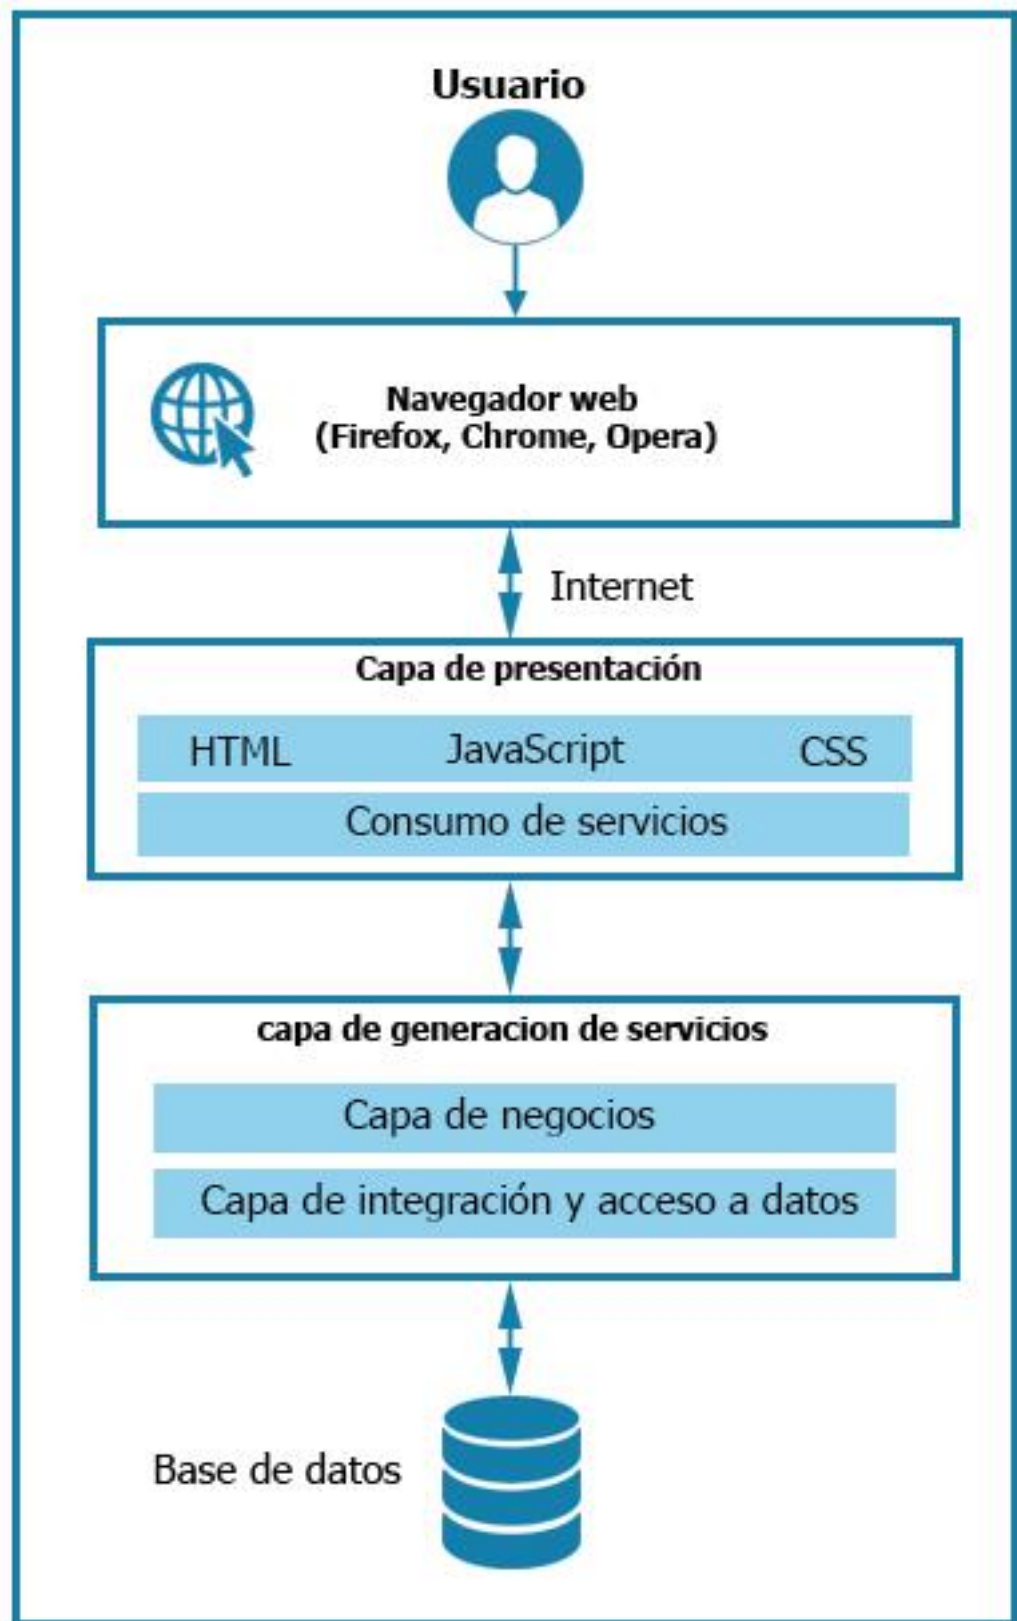 Usuario
Navegador web
(Firefox, Chrome, Opera)
Internet
Capa de presentación
HTML JavaScript CSS
Consumo de servicios
capa de generacion de servicios
Capa de negocios
Capa de integración y acceso a datos
Base de datos